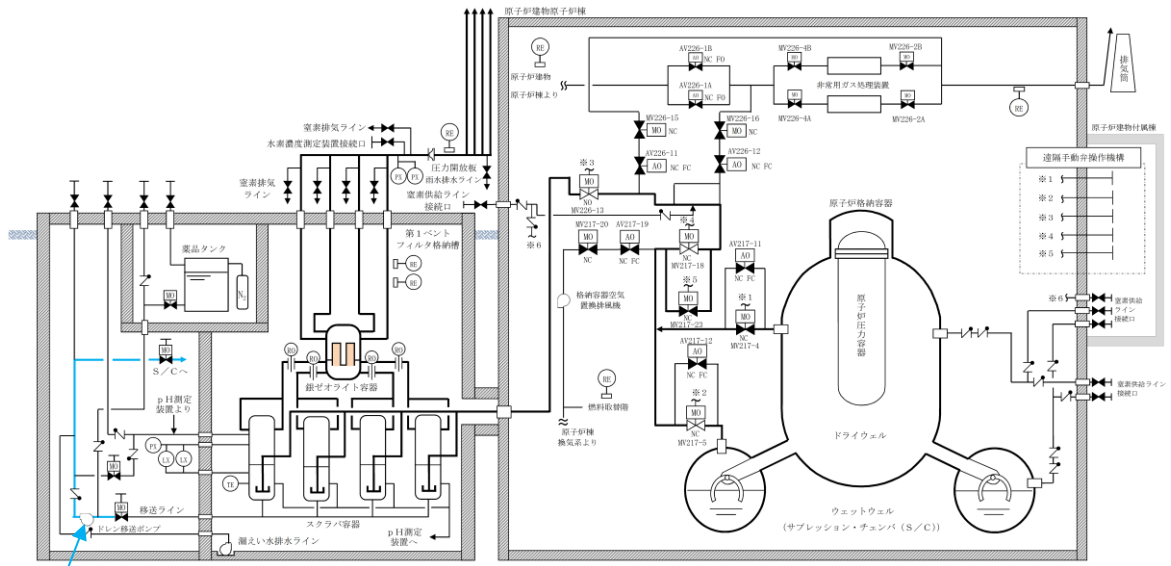 原子炉建物原子炉棟
RE
原子炉建物
原子炉棟より
AV226-1B
AO
NC FO
AV226-1A
AO
NC FO
MV226-4B
MO
MV226-2B
MO
非常用ガス処理装置
MO
MV226-4A
MO
MV226-2A
RE
排気筒
窒素排気ライン
水素濃度測定装置接続口
RE
圧力開放板
雨水排水ライン
PX
PX
窒素排気
ライン
窒素供給ライン
接続口
※6
MV226-15
MO
NC
AV226-11
AO
NC FC
MV226-16
MO
NC
AV226-12
AO
NC FC
※3
MO
NO
MV226-13
MV217-20
MO
NC
AV217-19
AO
NC FC
※4
MO
NC
MV217-18
※5
MO
NC
MV217-23
AV217-11
AO
NC FC
※1
MO
NC
MV217-4
AV217-12
AO
NC FC
※2
MO
NC
MV217-5
格納容器空気
置換排風機
RE
燃料取替階
原子炉棟
換気系より
原子炉格納容器
原子炉圧力容器
ドライウェル
ウェットウェル
(サプレッション・チェンバ(S/C))
原子炉建物付属棟
遠隔手動弁操作機構
※1
※2
※3
※4
※5
※6
窒素供給
ライン
接続口
窒素供給ライン
接続口
第1ベント
フィルタ格納槽
RE
RE
薬品タンク
MO
N₂
MO
S/Cへ
pH測定
装置より
RO
RO
RO
RO
銀ゼオライト容器
PX
LX
LX
TE
MO
MO
移送ライン
ドレン移送ポンプ
スクラバ容器
漏えい水排水ライン
pH測定
装置へ